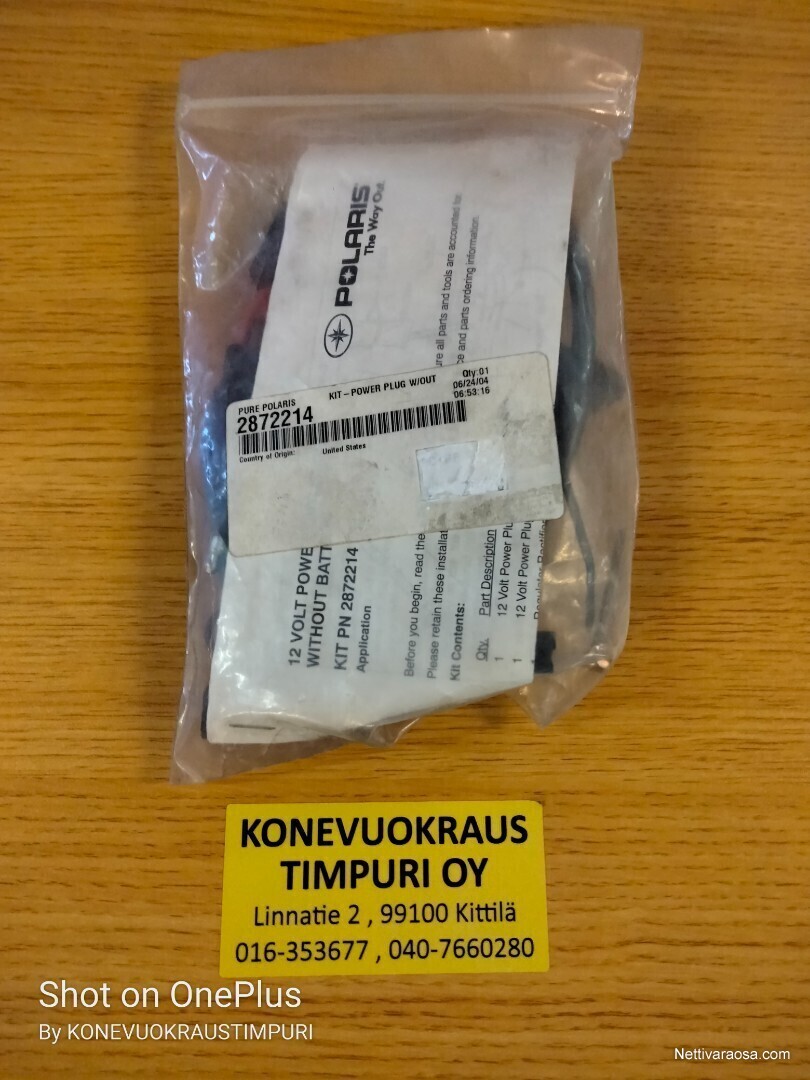 POLARIS
The Way Out
ure all parts and tools are accounted for.
ce and parts ordering information.
PURE POLARIS
KIT - POWER PLUG W/OUT
Qty:01
2872214
06/24/04
06:53:16
Country of Origin:
United States
12 VOLT POWE
WITHOUT BATT
KIT PN 2872214
Application
Before you begin, read the
Please retain these installat
Kit Contents:
Qty. Part Description
1 12 Volt Power Plu
1 12 Volt Power Plu
Regulator Rectifier
KONEVUOKRAUS
TIMPURI OY
Linnatie 2 , 99100 Kittilä
016-353677 , 040-7660280
Shot on OnePlus
By KONEVUOKRAUSTIMPURI
Nettivaraosa.com